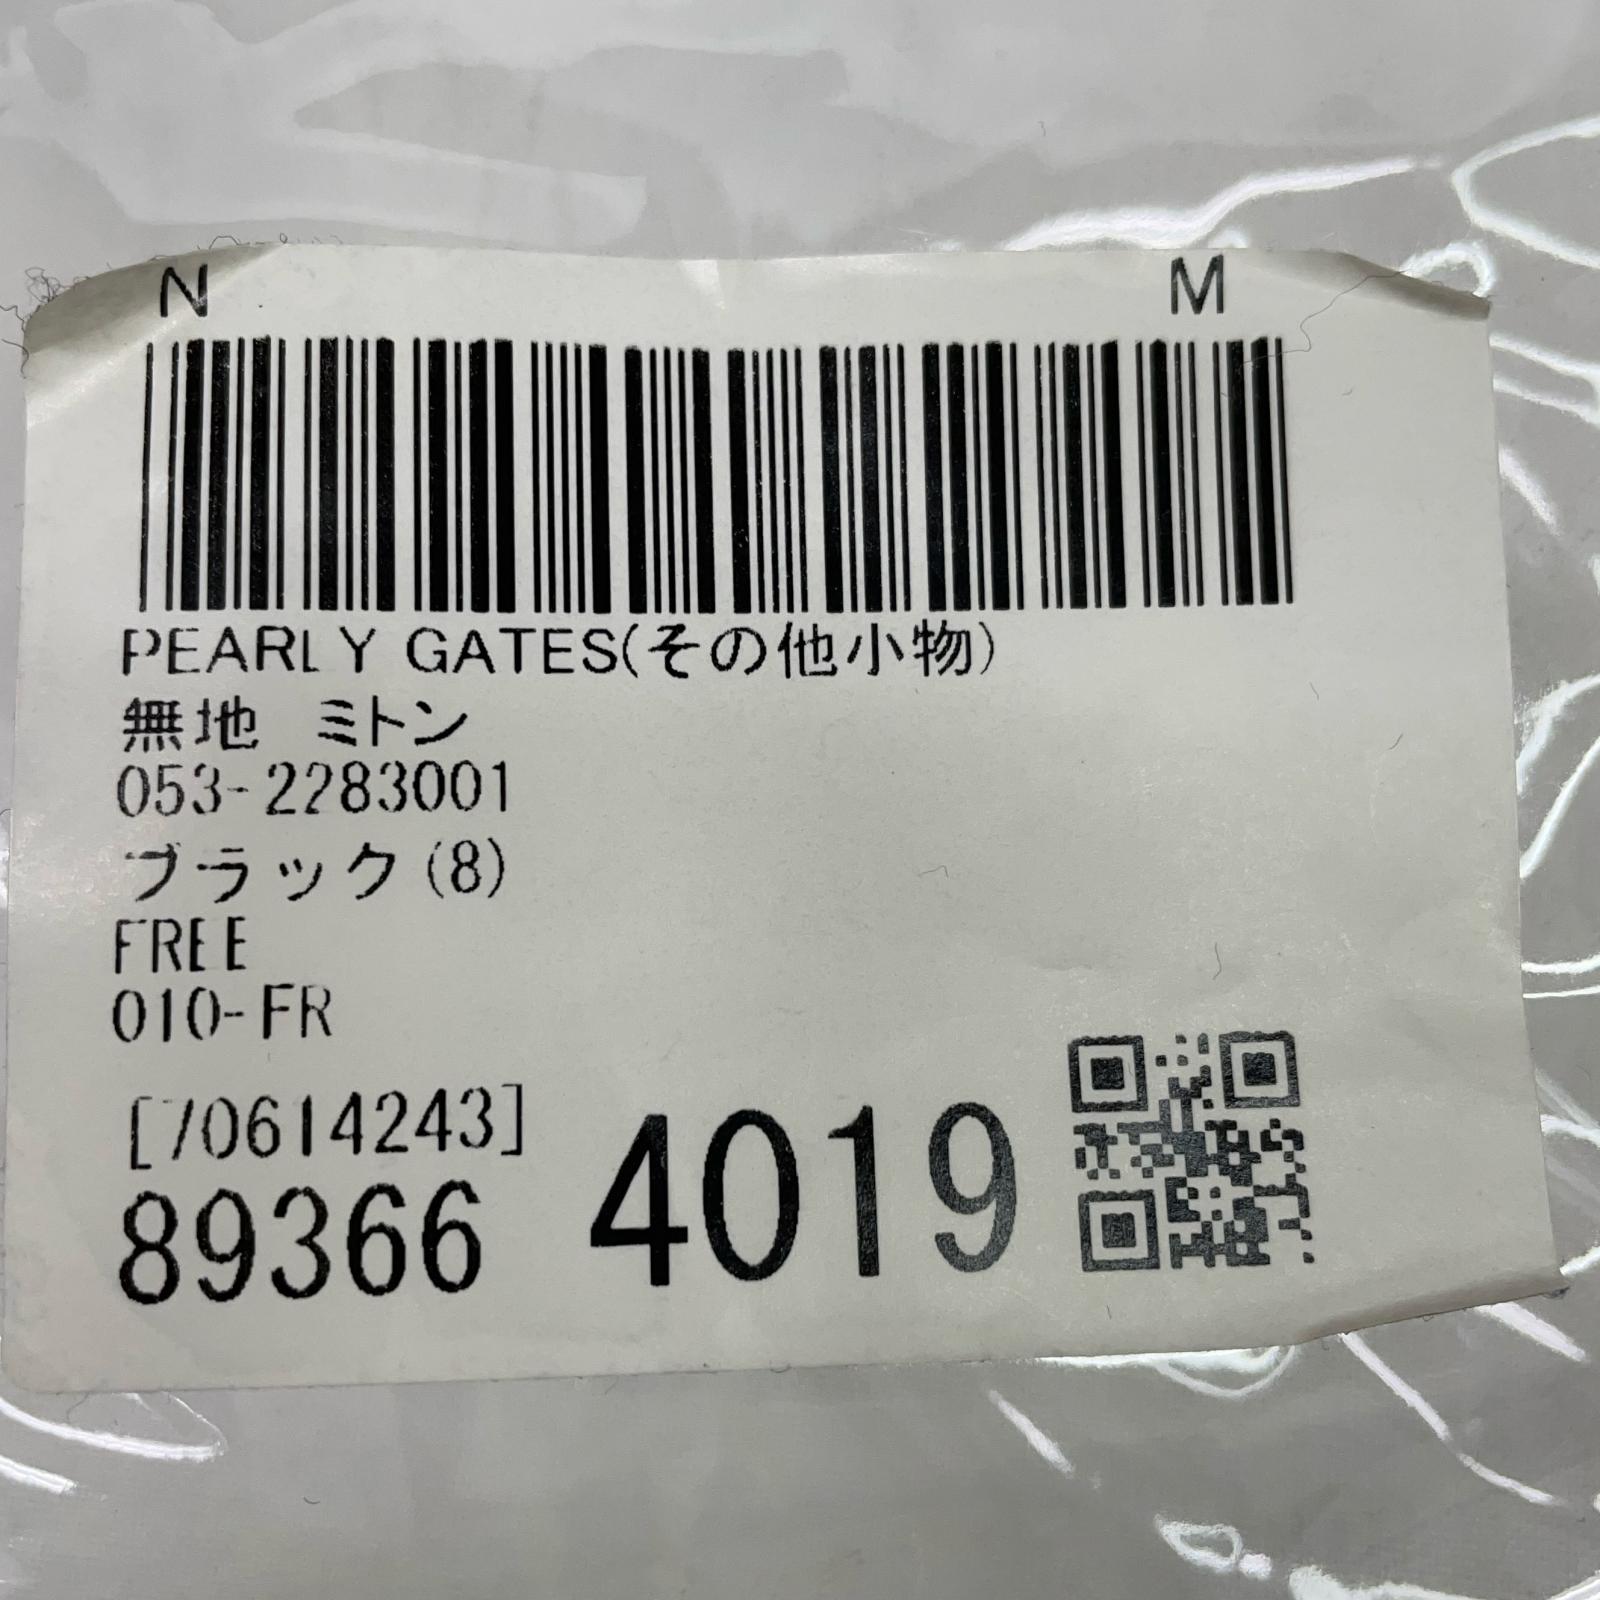 N M
PEARLY GATES(その他小物)
無地 ミトン
053-2283001
ブラック(8)
FREE
010-FR
[70614243]
89366 4019